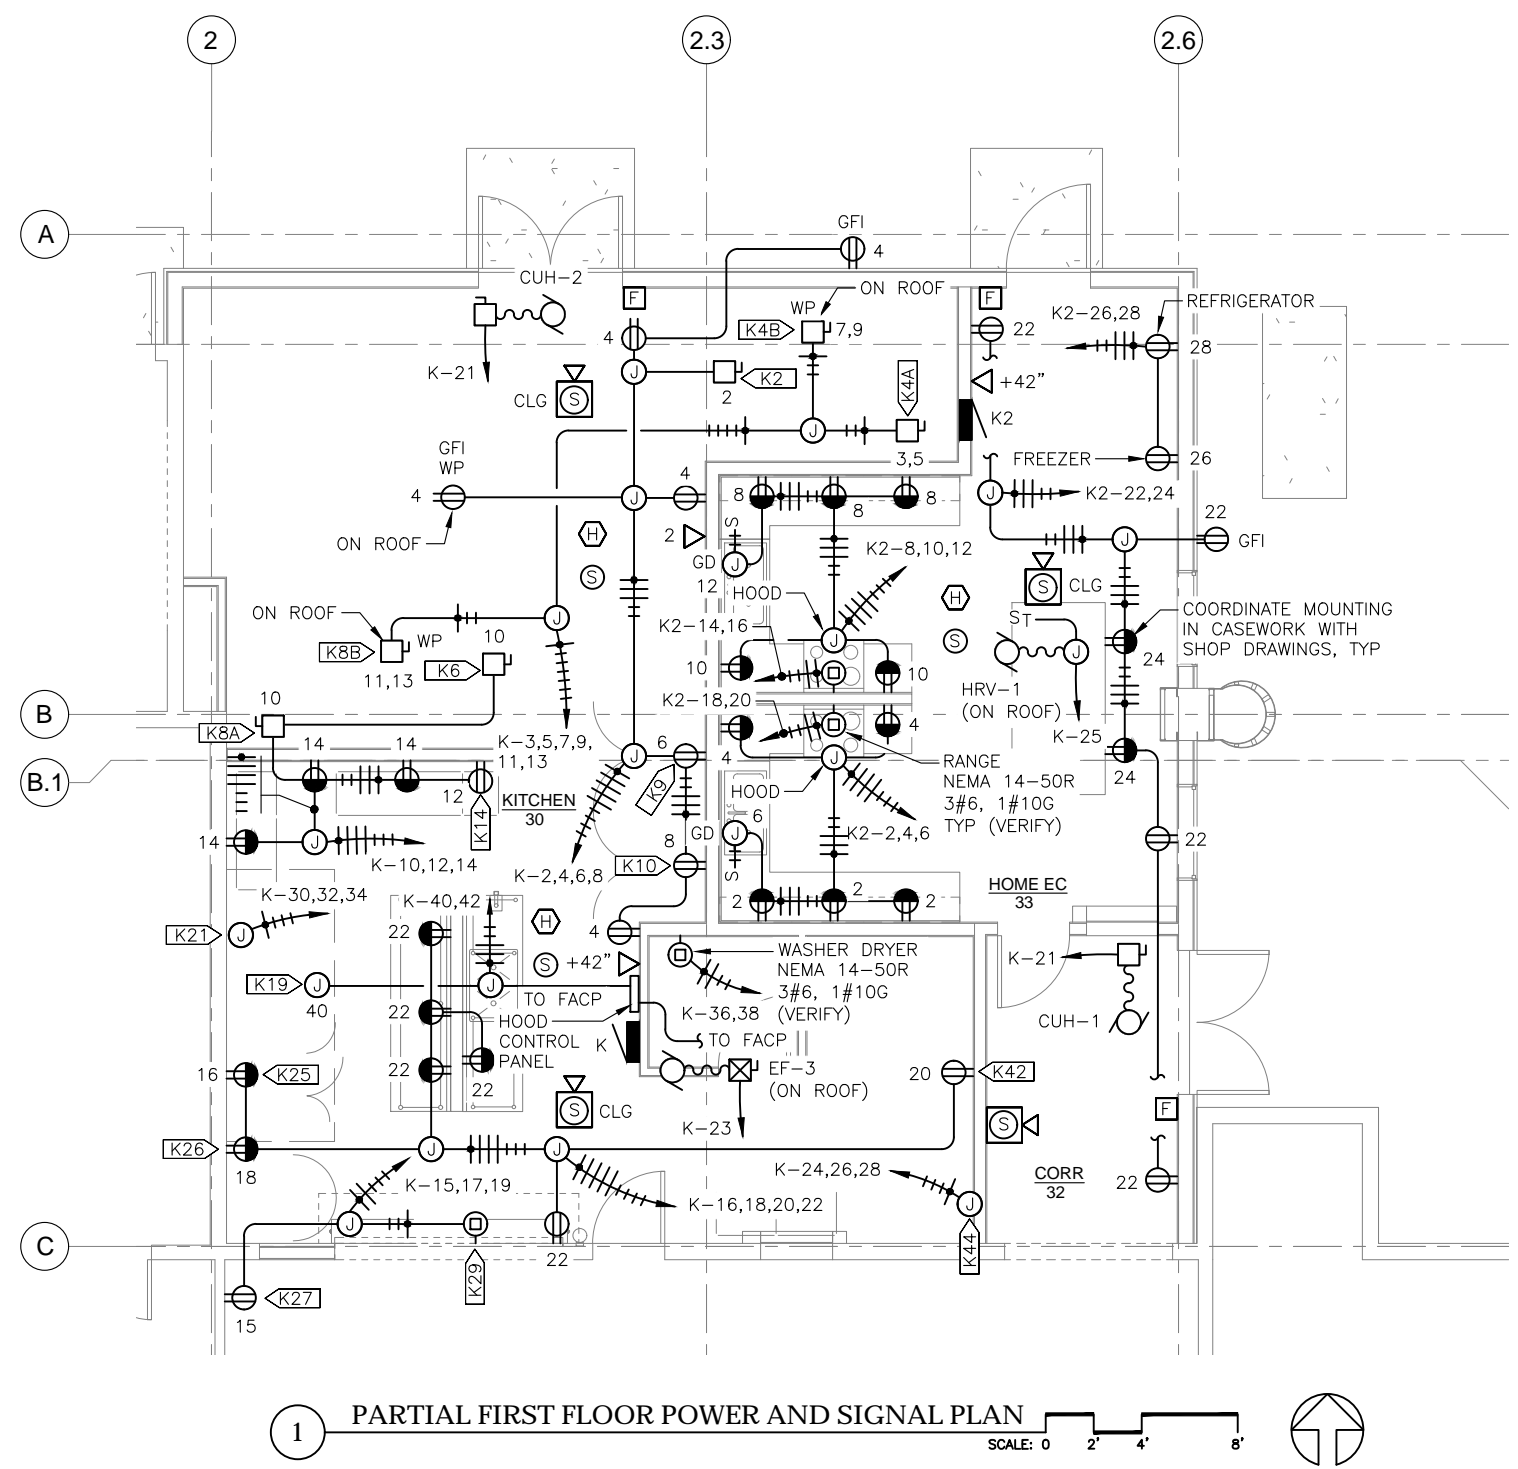 2
2.3
2.6
A
GFI
4
CUH-2
ON ROOF
F
WP
F
REFRIGERATOR
K2-26,28
4
K4B
7,9
22
28
K-21
K2
K4A
+42"
CLG
S
2
J
K2
J
GFI
WP
3,5
FREEZER
26
4
4
J
8
8
8
J
K2-22,24
22
ON ROOF
H
2
S
GD
K2-8,10,12
J
GFI
S
J
12
HOOD
H
S
CLG
ON ROOF
J
K2-14,16
J
S
ST
COORDINATE MOUNTING
IN CASEWORK WITH
SHOP DRAWINGS, TYP
K8B
WP
10
K6
11,13
10
10
J
24
10
K2-18,20
HRV-1
(ON ROOF)
B
K8A
14
14
K-3,5,7,9,
11,13
J
6
4
4
K-25
B.1
K9
J
HOOD
RANGE
NEMA 14-50R
3#6, 1#10G
TYP (VERIFY)
24
12
K14
KITCHEN
30
14
J
8
GD
J
6
K2-2,4,6
22
K-10,12,14
K-2,4,6,8
K10
S
K-30,32,34
K-40,42
2
2
2
HOME EC
33
K21
J
22
H
4
WASHER DRYER
NEMA 14-50R
3#6, 1#10G
(VERIFY)
K-21
S
+42"
K19
J
J
40
TO FACP
K-36,38
22
HOOD
CONTROL
PANEL
K
TO FACP
CUH-1
16
K25
22
22
EF-3
(ON ROOF)
20
K42
S
CLG
K-23
S
F
K26
18
J
J
K-15,17,19
K-24,26,28
CORR
32
22
K-16,18,20,22
J
J
C
22
K29
K44
K27
15
1
PARTIAL FIRST FLOOR POWER AND SIGNAL PLAN
SCALE: 0 2' 4' 8'